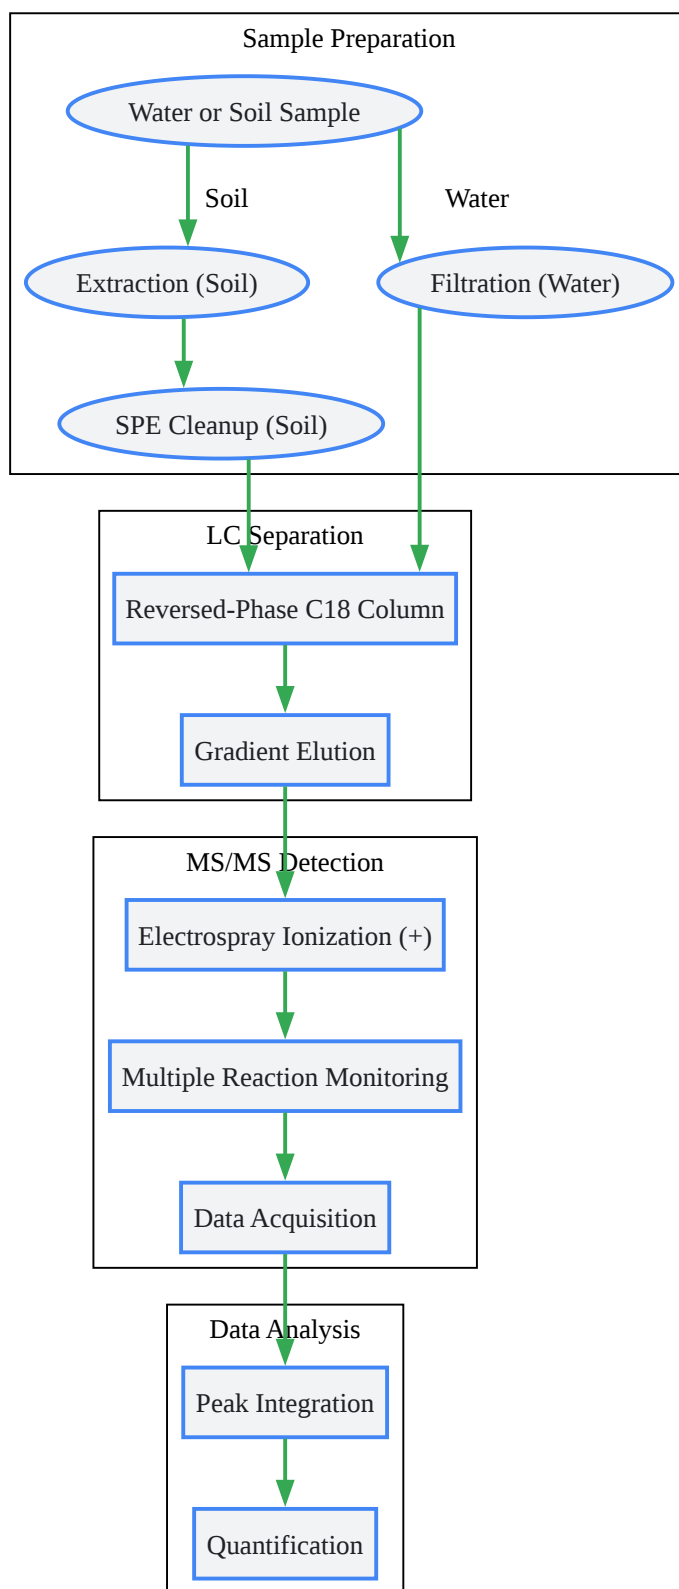 Sample Preparation
Water or Soil Sample
Soil
Water
Extraction (Soil)
Filtration (Water)
SPE Cleanup (Soil)
LC Separation
Reversed-Phase C18 Column
Gradient Elution
MS/MS Detection
Electrospray Ionization (+)
Multiple Reaction Monitoring
Data Acquisition
Data Analysis
Peak Integration
Quantification